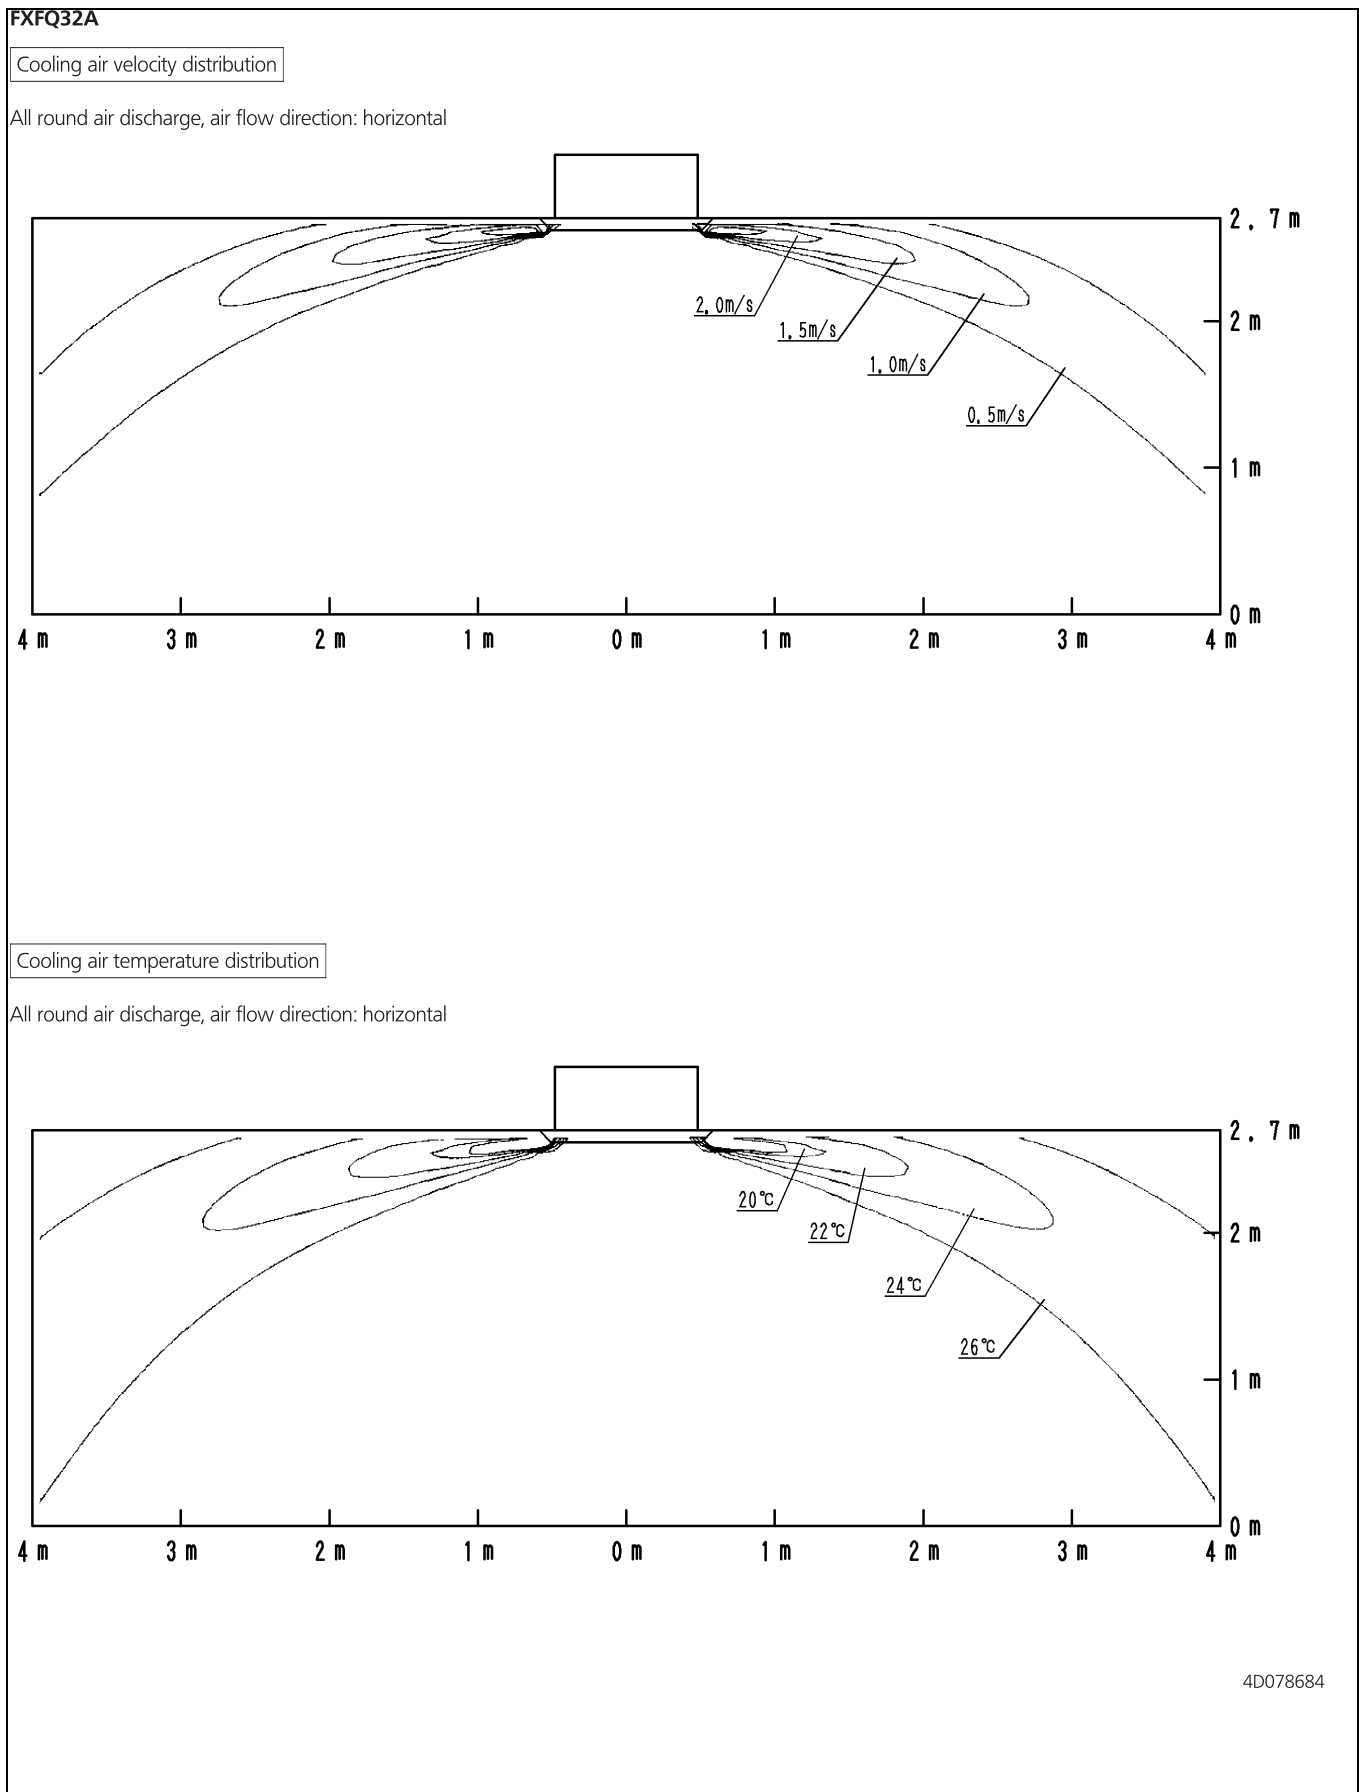 FXFQ32A
Cooling air velocity distribution
All round air discharge, air flow direction: horizontal
2.7m
2.0m/s
1.5m/s
2m
1.0m/s
0.5m/s
1m
0m
4m 3m 2m 1m 0m 1m 2m 3m 4m
Cooling air temperature distribution
All round air discharge, air flow direction: horizontal
2.7m
20℃
22℃
2m
24℃
26℃
1m
0m
4m 3m 2m 1m 0m 1m 2m 3m 4m
4D078684